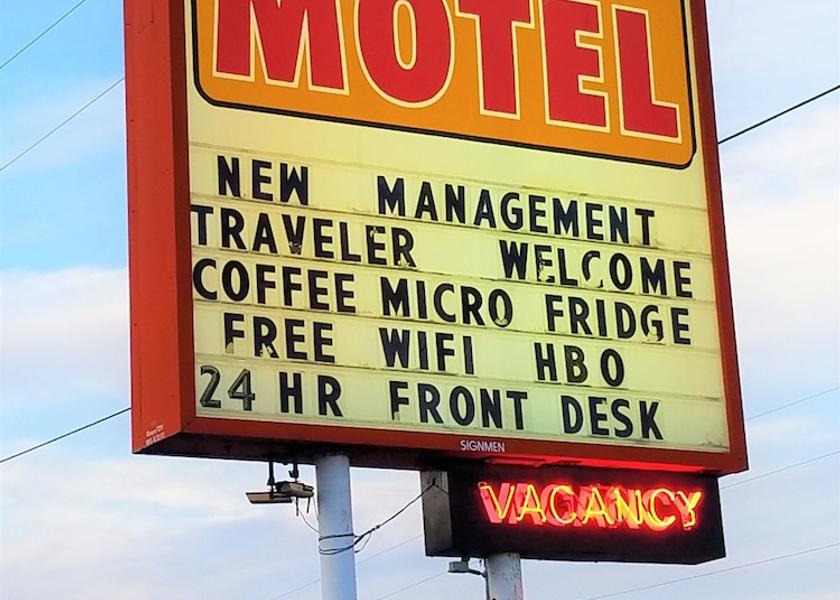 MOTEL
NEW MANAGEMENT
TRAVELER WELCOME
COFFEE MICRO FRIDGE
FREE WIFI HBO
24 HR FRONT DESK
SIGNMEN
VACANCY